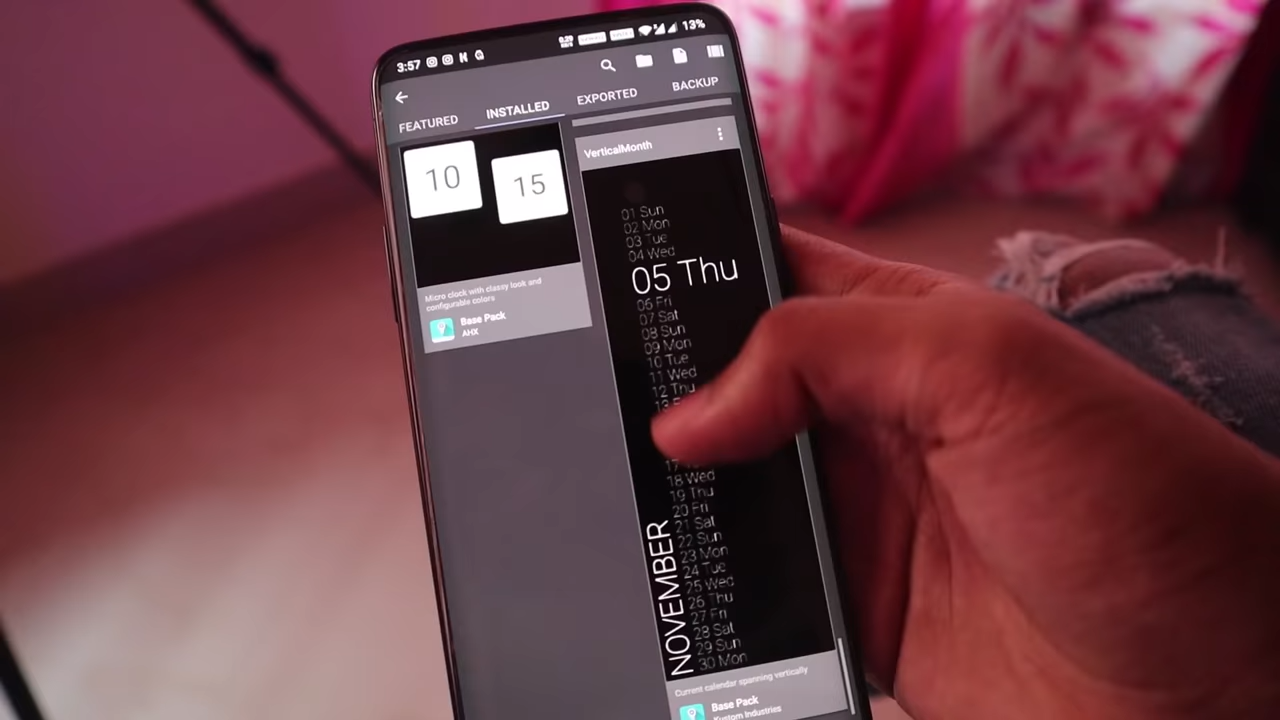 3:57
13%
FEATURED
INSTALLED
EXPORTED
BACKUP
10
15
Micro clock with classy look and
configurable colors
Base Pack
AHX
VerticalMonth
01 Sun
02 Mon
03 Tue
04 Wed
05 Thu
06 Fri
07 Sat
08 Sun
09 Mon
10 Tue
11 Wed
12 Thu
13
17
18 Wed
19 Thu
20 Fri
21 Sat
22 Sun
23 Mon
24 Tue
25 Wed
26 Thu
27 Fri
28 Sat
29 Sun
30 Mon
NOVEMBER
Current calendar spanning vertically
Base Pack
Kustom Industries